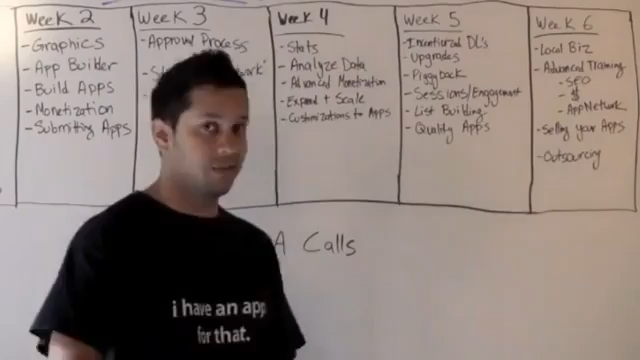 Week 2
- Graphics
- App Builder
- Build Apps
- Monetization
- Submitting Apps
Week 3
- Approval Process
Week 4
- Stats
- Analyze Data
- Advanced Monetization
- Expand + Scale
- Customizations to Apps
Week 5
- Incentivized DL's
- Upgrades
- Piggyback
- Sessions/Engagement
- List Building
- Quality Apps
Week 6
- Local Biz
- Advanced Training
- SEO
- $
- App Network
- Selling your Apps
- Outsourcing
A Calls
i have an app
for that.